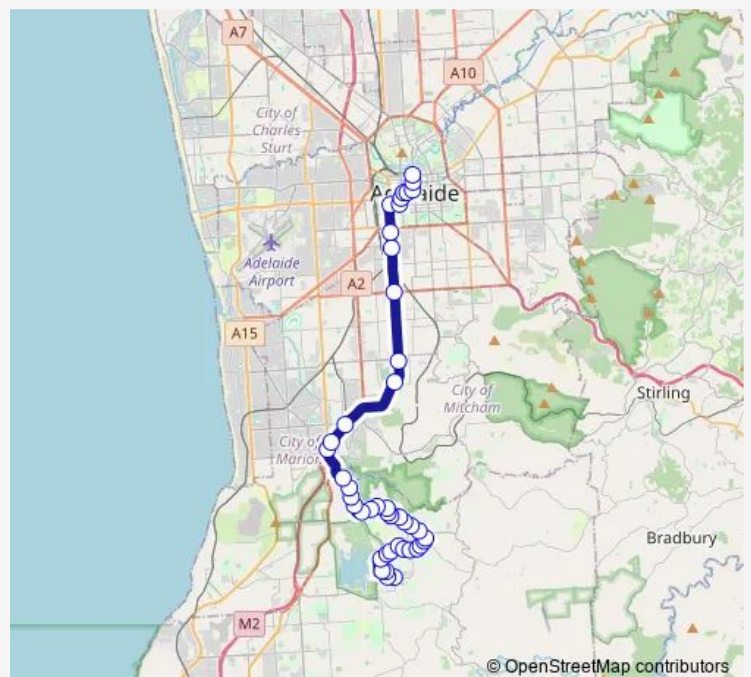 A7
A10
City of
Charles
Sturt
Adelaide
Adelaide
Airport
A2
A15
City of
Mitcham
Stirling
City of
Marion
Bradbury
M2
© OpenStreetMap contributors